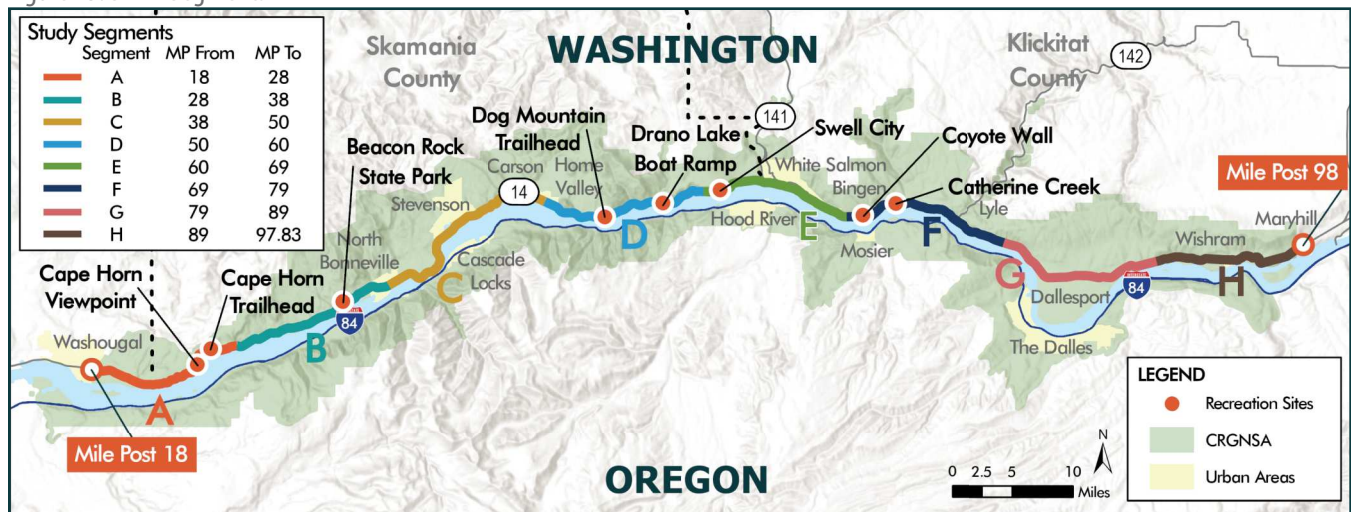 Study Segments
Segment MP From MP To
A 18 28
B 28 38
C 38 50
D 50 60
E 60 69
F 69 79
G 79 89
H 89 97.83
Skamania
County
WASHINGTON
Klickitat
County
142
141
14
Dog Mountain
Trailhead
Drano Lake
Boat Ramp
Swell City
Coyote Wall
Catherine Creek
Beacon Rock
State Park
Carson
Home
Valley
Stevenson
White Salmon
Bingen
Lyle
Hood River
Mosier
Mile Post 98
Maryhill
Wishram
North
Bonneville
Cascade
Locks
Cape Horn
Viewpoint
Cape Horn
Trailhead
Washougal
84
84
Dallesport
The Dalles
A
B
C
D
E
F
G
H
Mile Post 18
OREGON
N
0 2.5 5 10
Miles
LEGEND
Recreation Sites
CRGNSA
Urban Areas